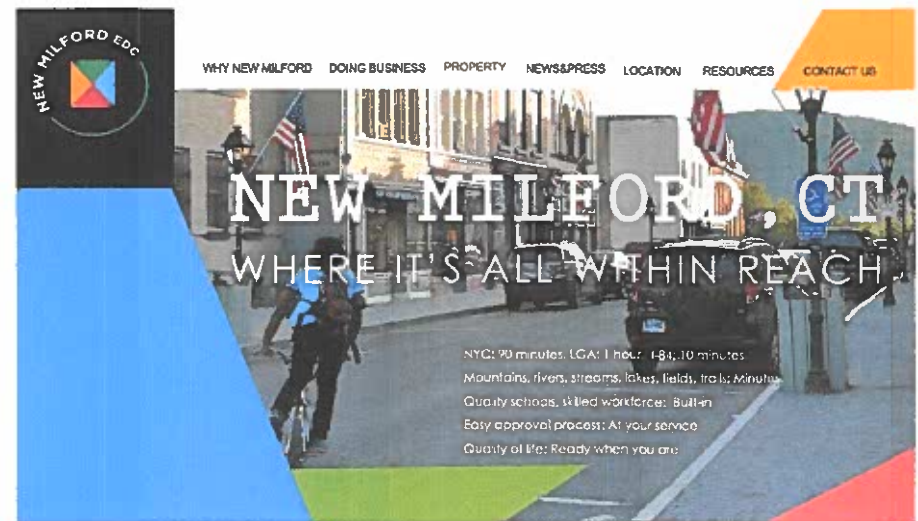 NEW MILFORD EDC
WHY NEW MILFORD DOING BUSINESS PROPERTY NEWS&PRESS LOCATION RESOURCES CONTACT US
NEW MILFORD, CT
WHERE IT'S ALL WITHIN REACH
NYC: 90 minutes, LGA: 1 hour, I-84: 10 minutes
Mountains, rivers, streams, lakes, fields, trails: Minutes
Quality schools, skilled workforce: Built-in
Easy approval process: At your service
Quality of life: Ready when you are